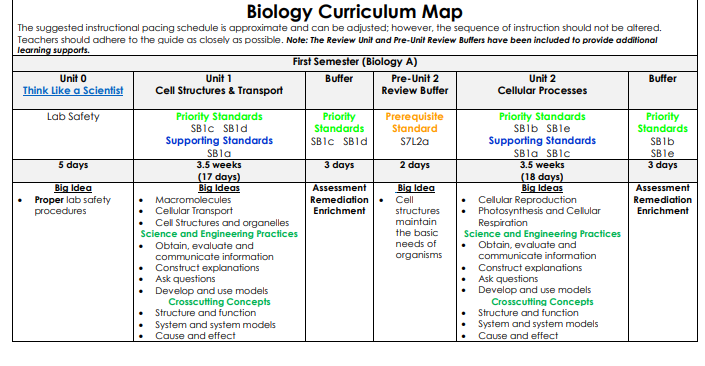 Biology Curriculum Map
The suggested instructional pacing schedule is approximate and can be adjusted; however, the sequence of instruction should not be altered.
Teachers should adhere to the guide as closely as possible. Note: The Review Unit and Pre-Unit Review Buffers have been included to provide additional
learning supports.
First Semester (Biology A)
Unit 0
Think Like a Scientist
Unit 1
Cell Structures & Transport
Buffer
Pre-Unit 2
Review Buffer
Unit 2
Cellular Processes
Buffer
Lab Safety
Priority Standards
SB1c SB1d
Supporting Standards
SB1a
Priority
Standards
SB1c SB1d
Prerequisite
Standard
S7L2a
Priority Standards
SB1b SB1e
Supporting Standards
SB1a SB1c
Priority
Standards
SB1b
SB1e
5 days
3.5 weeks
(17 days)
3 days
2 days
3.5 weeks
(18 days)
3 days
Big Idea
• Proper lab safety
procedures
Big Ideas
• Macromolecules
• Cellular Transport
• Cell Structures and organelles
Science and Engineering Practices
• Obtain, evaluate and
communicate information
• Construct explanations
• Ask questions
• Develop and use models
Crosscutting Concepts
• Structure and function
• System and system models
• Cause and effect
Assessment
Remediation
Enrichment
Big Idea
• Cell
structures
maintain
the basic
needs of
organisms
Big Ideas
• Cellular Reproduction
• Photosynthesis and Cellular
Respiration
Science and Engineering Practices
• Obtain, evaluate and
communicate information
• Construct explanations
• Ask questions
• Develop and use models
Crosscutting Concepts
• Structure and function
• System and system models
• Cause and effect
Assessment
Remediation
Enrichment